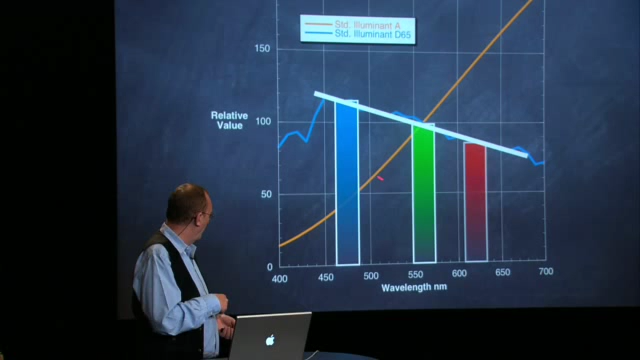 Std. Illuminant A
Std. Illuminant D65
150
Relative
Value
100
50
0
400
450
500
550
600
650
700
Wavelength nm